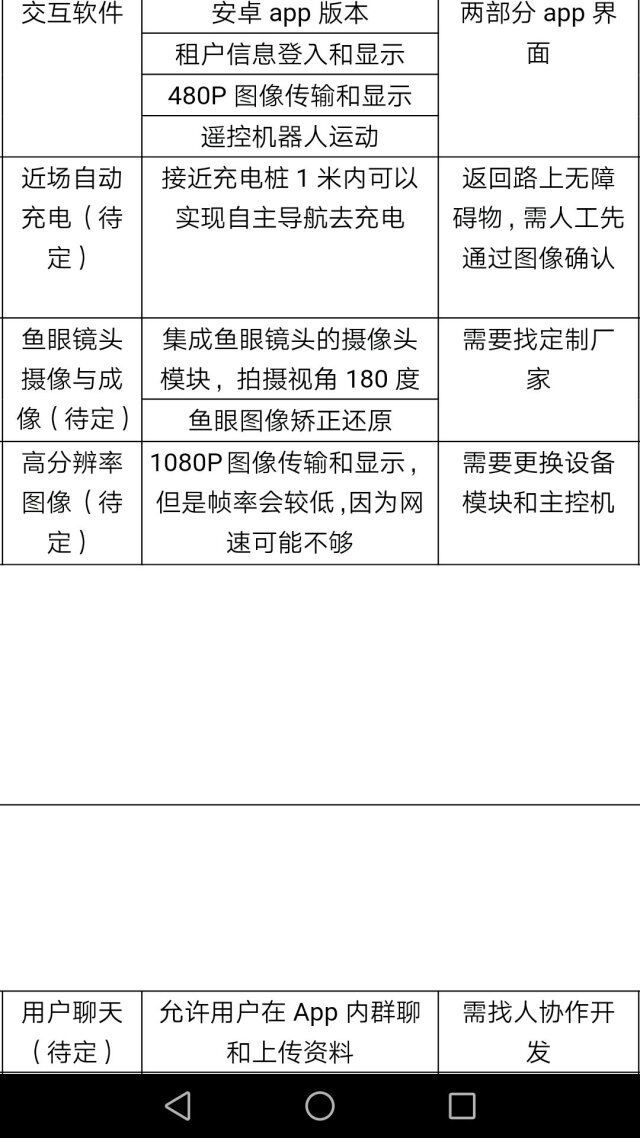 交互软件
安卓 app 版本
租户信息登入和显示
480P 图像传输和显示
遥控机器人运动
两部分 app 界
面
近场自动
充电（待
定）
接近充电桩 1 米内可以
实现自主导航去充电
返回路上无障
碍物，需人工先
通过图像确认
鱼眼镜头
摄像与成
像（待定）
集成鱼眼镜头的摄像头
模块，拍摄视角 180 度
鱼眼图像矫正还原
需要找定制厂
家
高分辨率
图像（待
定）
1080P 图像传输和显示，
但是帧率会较低，因为网
速可能不够
需要更换设备
模块和主控机
用户聊天
（待定）
允许用户在 App 内群聊
和上传资料
需找人协作开
发